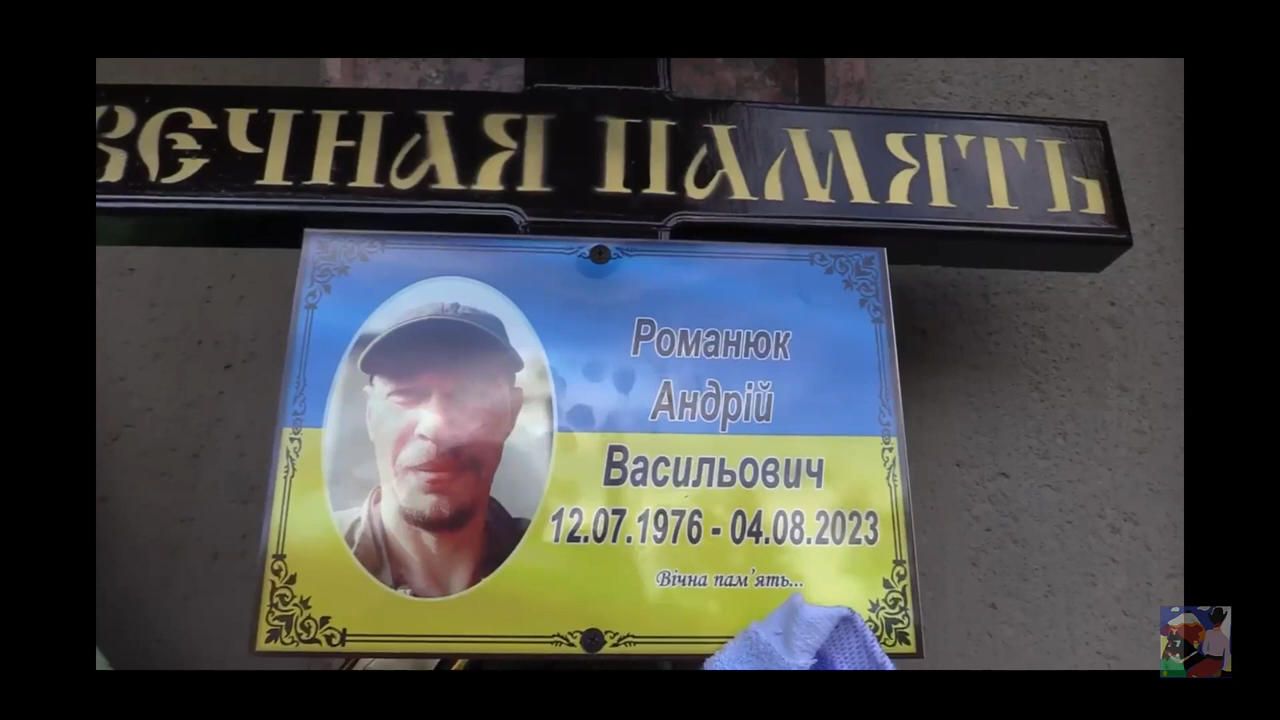 ВЕЧНАЯ ПАМЯТЬ
Романюк
Андрій
Васильович
12.07.1976 - 04.08.2023
Вічна пам'ять...